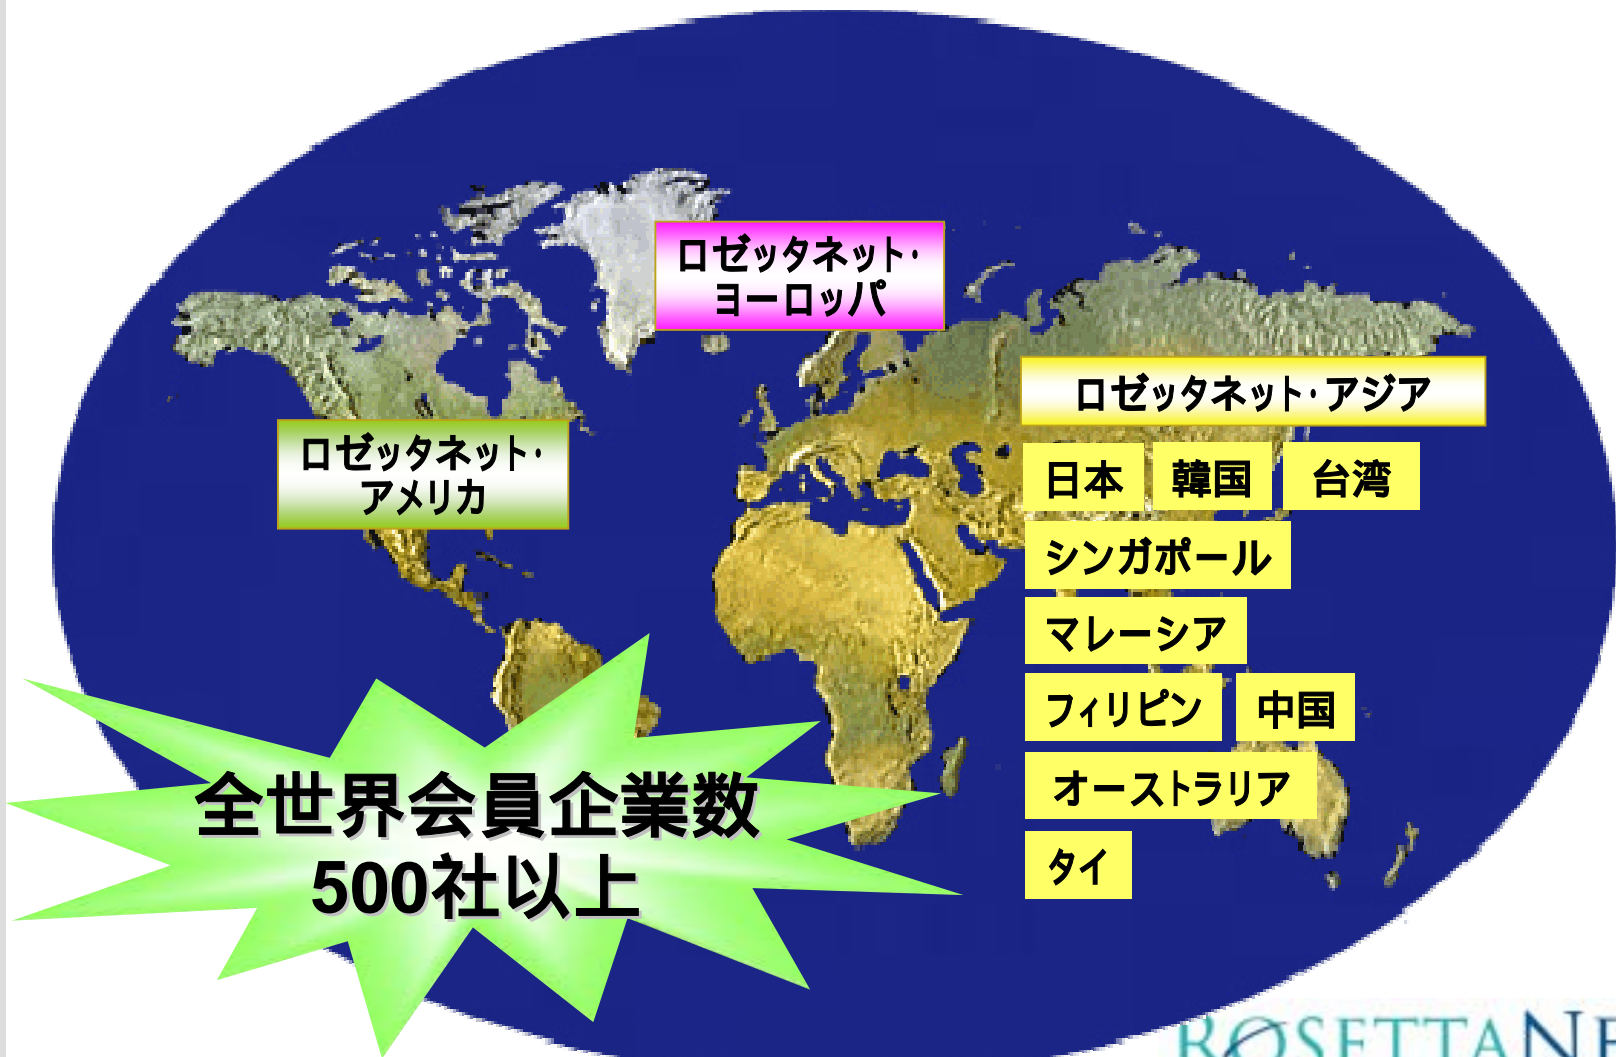 ロゼッタネット・
ヨーロッパ
ロゼッタネット・アジア
ロゼッタネット・
アメリカ
日本 韓国 台湾
シンガポール
マレーシア
フィリピン 中国
オーストラリア
タイ
全世界会員企業数
500社以上
ROSETTANE